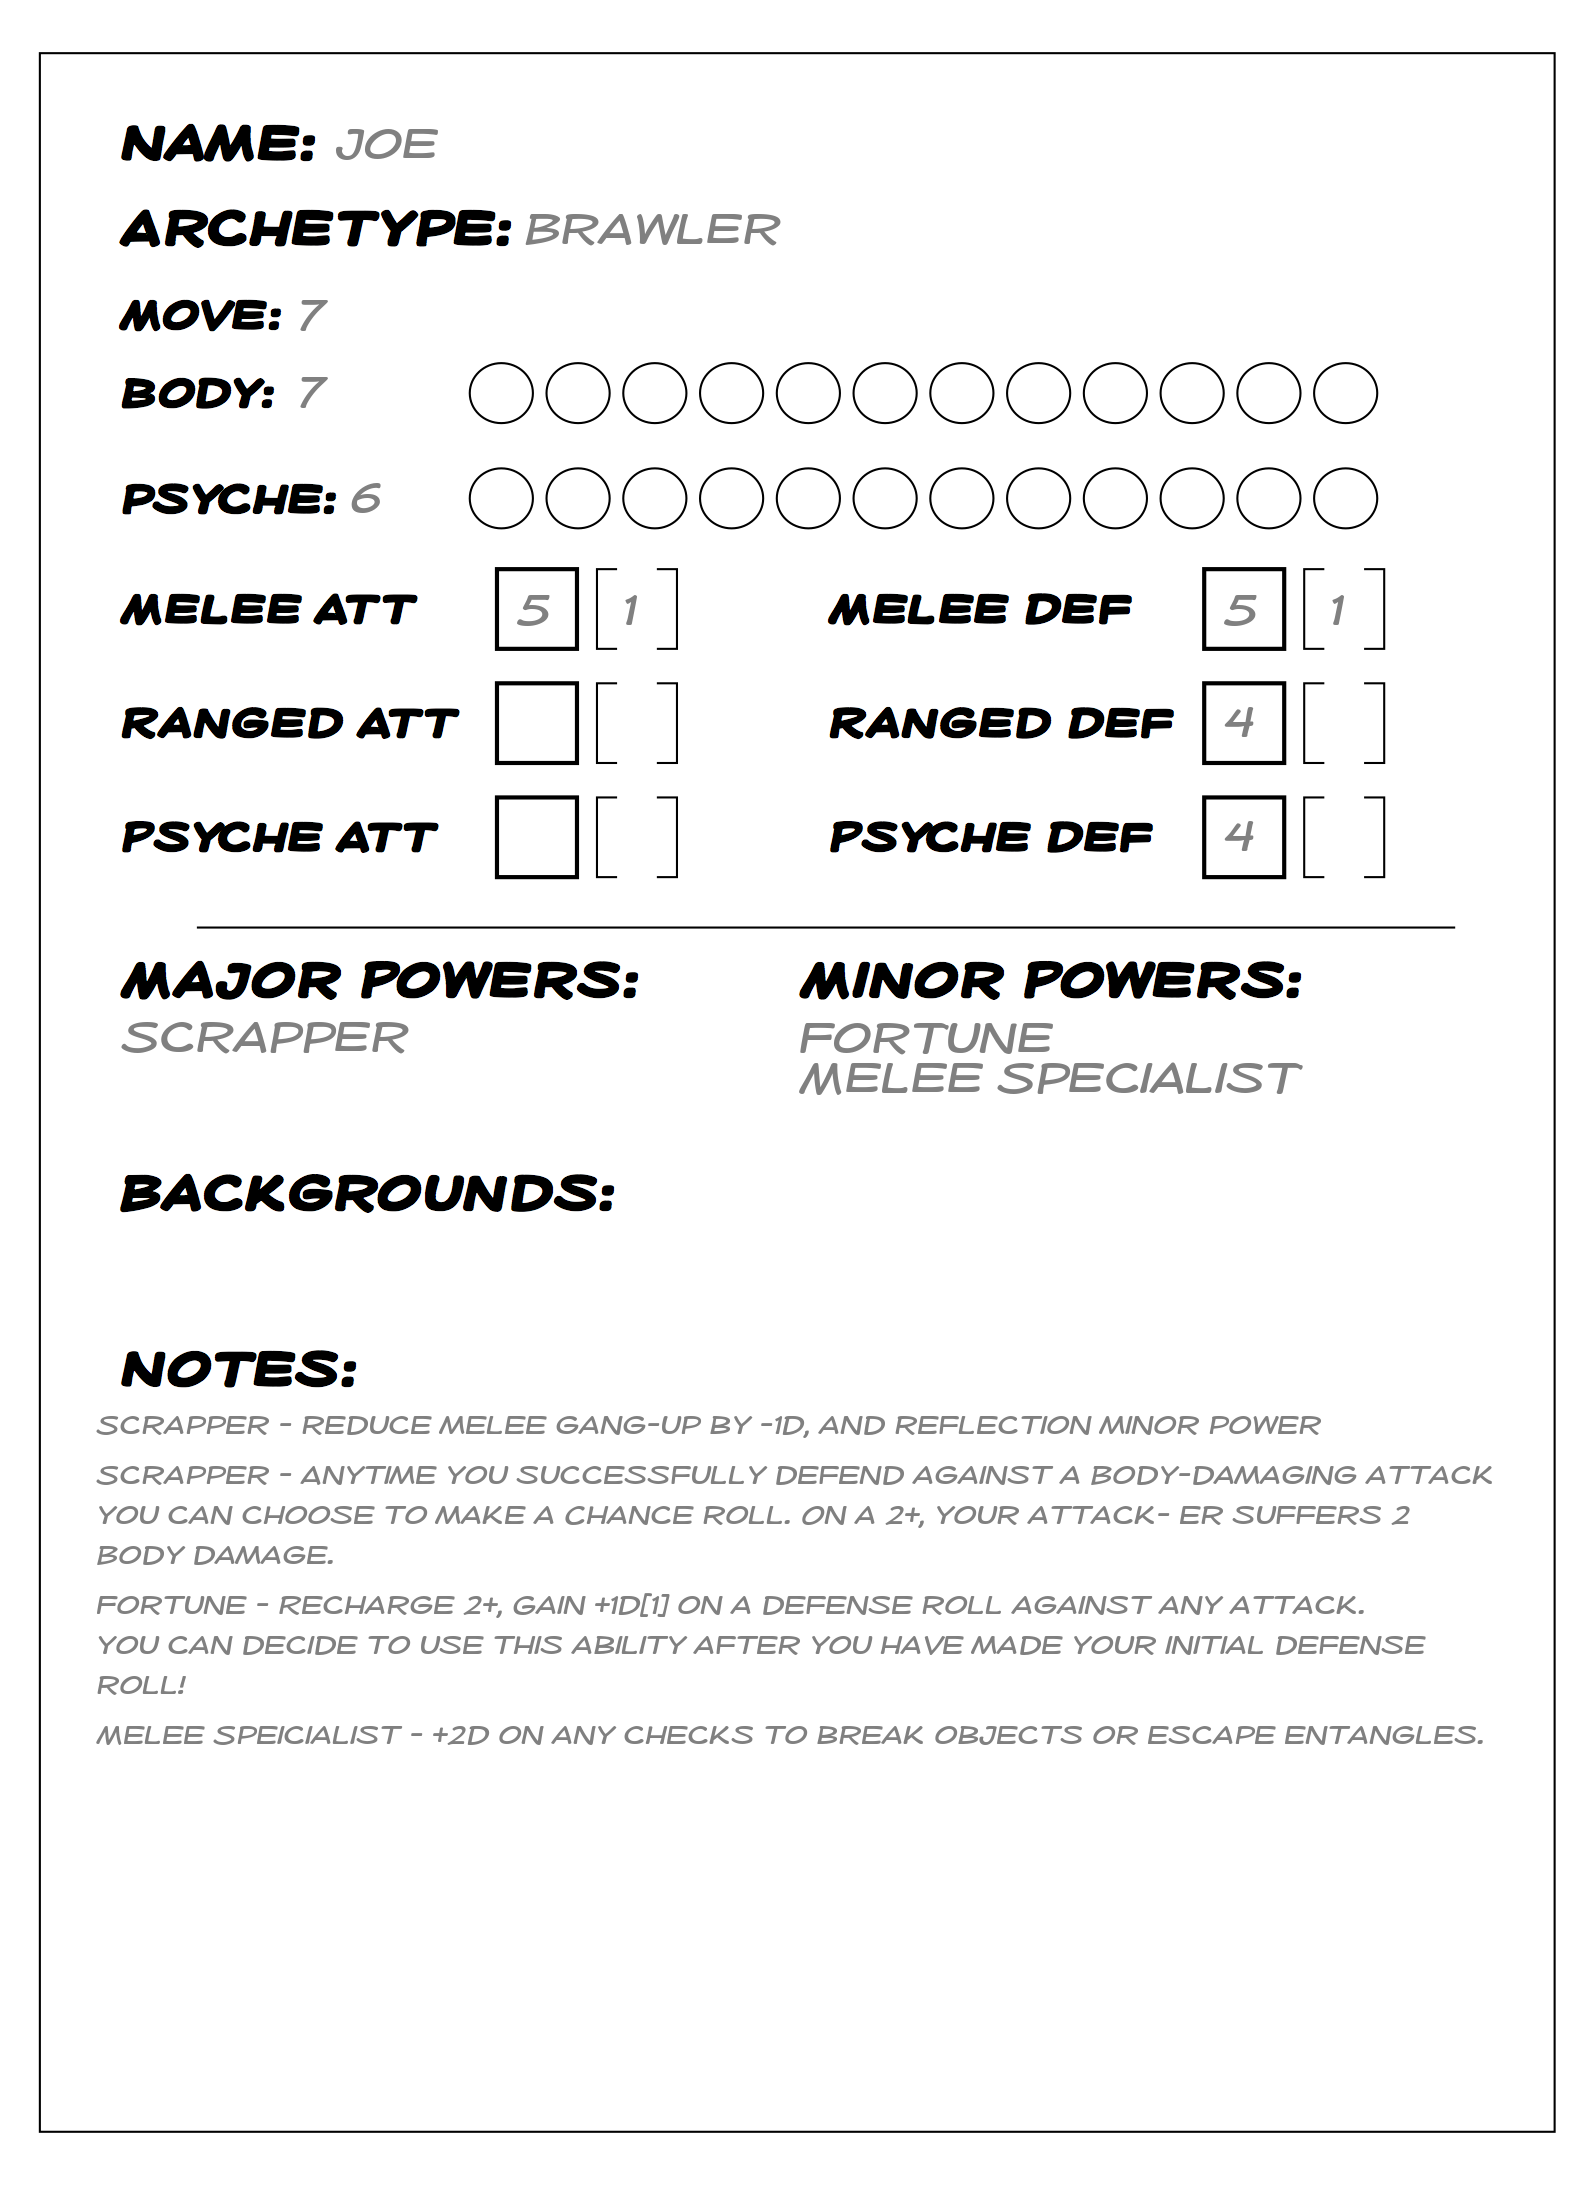 NAME: JOE
ARCHETYPE: BRAWLER
MOVE: 7
BODY: 7
PSYCHE: 6
MELEE ATT 5 [1] MELEE DEF 5 [1]
RANGED ATT [ ] RANGED DEF 4 [ ]
PSYCHE ATT [ ] PSYCHE DEF 4 [ ]
MAJOR POWERS: MINOR POWERS:
SCRAPPER FORTUNE
MELEE SPECIALIST
BACKGROUNDS:
NOTES:
SCRAPPER - REDUCE MELEE GANG-UP BY -1D, AND REFLECTION MINOR POWER
SCRAPPER - ANYTIME YOU SUCCESSFULLY DEFEND AGAINST A BODY-DAMAGING ATTACK
YOU CAN CHOOSE TO MAKE A CHANCE ROLL. ON A 2+, YOUR ATTACK- ER SUFFERS 2
BODY DAMAGE.
FORTUNE - RECHARGE 2+, GAIN +1D[1] ON A DEFENSE ROLL AGAINST ANY ATTACK.
YOU CAN DECIDE TO USE THIS ABILITY AFTER YOU HAVE MADE YOUR INITIAL DEFENSE
ROLL!
MELEE SPEICIALIST - +2D ON ANY CHECKS TO BREAK OBJECTS OR ESCAPE ENTANGLES.